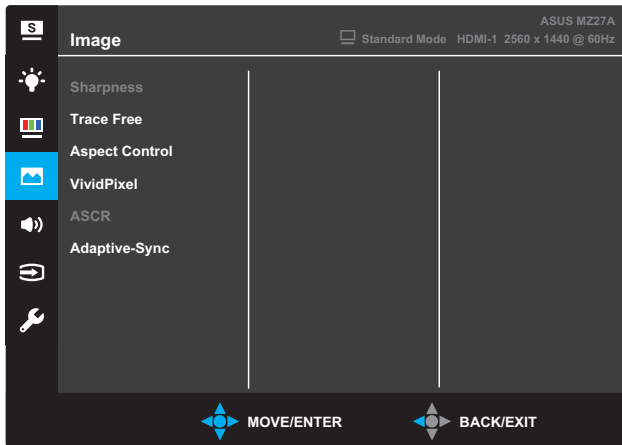 S
ASUS MZ27A
Image
Standard Mode HDMI-1 2560 x 1440 @ 60Hz
Sharpness
Trace Free
Aspect Control
VividPixel
ASCR
Adaptive-Sync
MOVE/ENTER BACK/EXIT